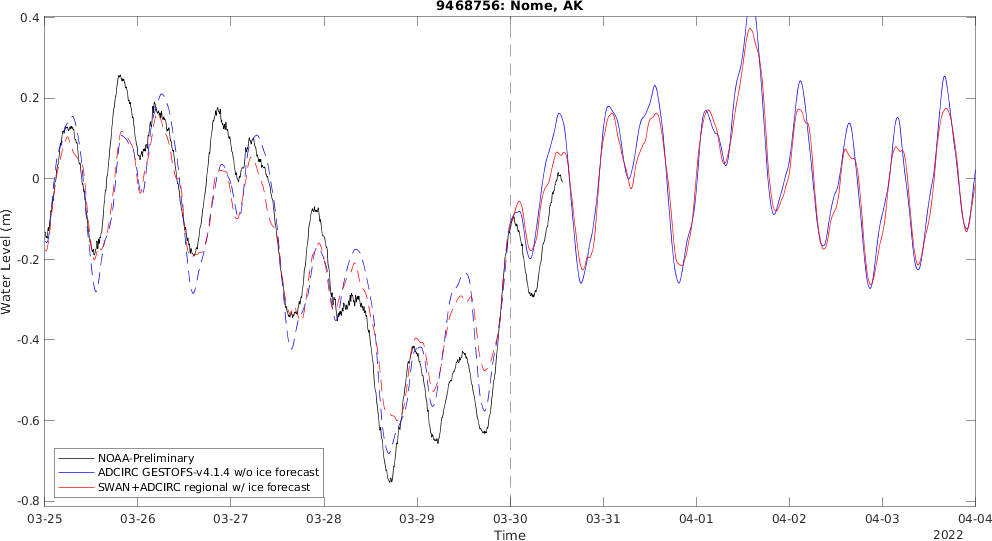 9468756: Nome, AK
0.4
0.2
0
-0.2
-0.4
-0.6
-0.8
Water Level (m)
NOAA-Preliminary
ADCIRC GESTOFS-v4.1.4 w/o ice forecast
SWAN+ADCIRC regional w/ ice forecast
03-25 03-26 03-27 03-28 03-29 03-30 03-31 04-01 04-02 04-03 04-04
Time
2022